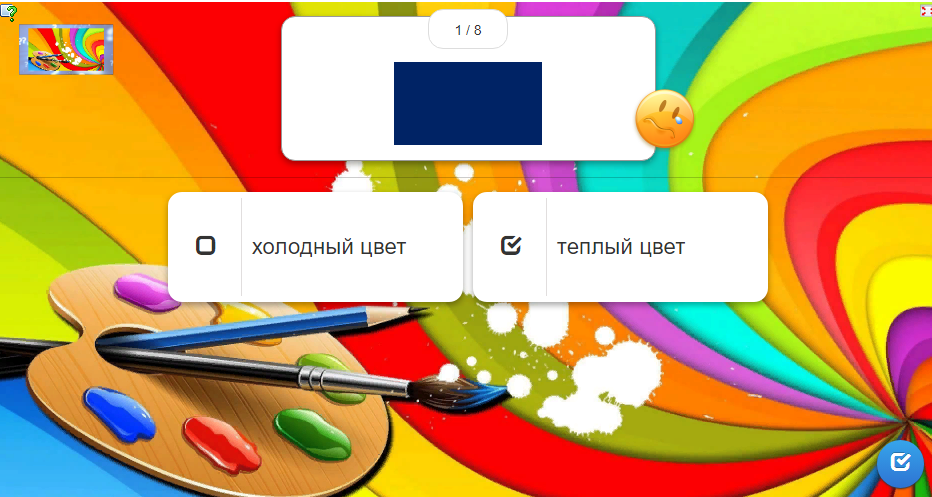 1 / 8
холодный цвет
теплый цвет